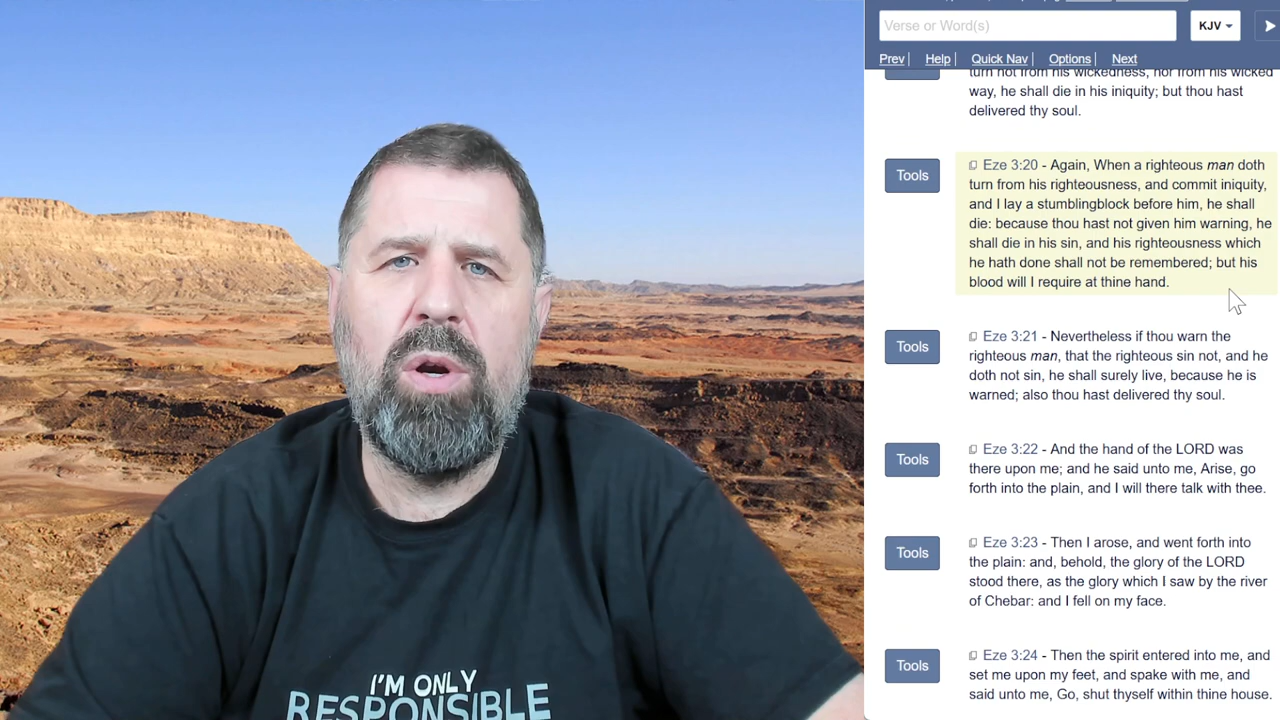 I'M ONLY
RESPONSIBLE
Verse or Word(s)
KJV
Prev | Help | Quick Nav | Options | Next
turn not from his wickedness, nor from his wicked
way, he shall die in his iniquity; but thou hast
delivered thy soul.
Tools
Eze 3:20 - Again, When a righteous man doth
turn from his righteousness, and commit iniquity,
and I lay a stumblingblock before him, he shall
die: because thou hast not given him warning, he
shall die in his sin, and his righteousness which
he hath done shall not be remembered; but his
blood will I require at thine hand.
Tools
Eze 3:21 - Nevertheless if thou warn the
righteous man, that the righteous sin not, and he
doth not sin, he shall surely live, because he is
warned; also thou hast delivered thy soul.
Tools
Eze 3:22 - And the hand of the LORD was
there upon me; and he said unto me, Arise, go
forth into the plain, and I will there talk with thee.
Tools
Eze 3:23 - Then I arose, and went forth into
the plain: and, behold, the glory of the LORD
stood there, as the glory which I saw by the river
of Chebar: and I fell on my face.
Tools
Eze 3:24 - Then the spirit entered into me, and
set me upon my feet, and spake with me, and
said unto me, Go, shut thyself within thine house.